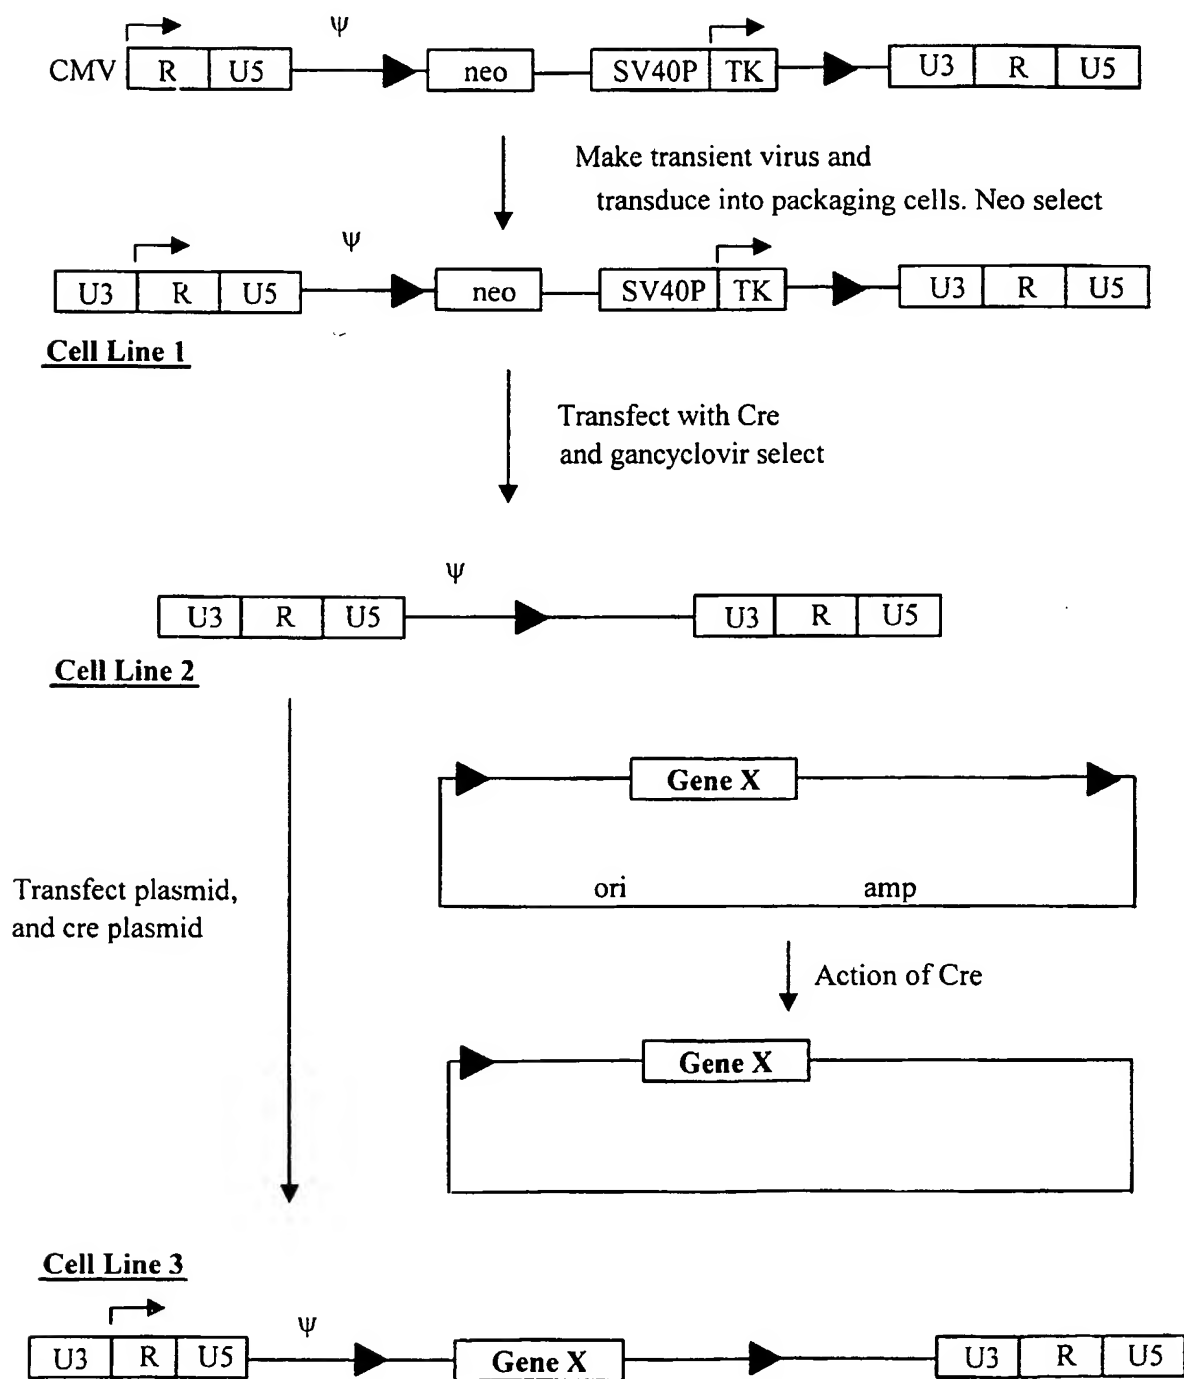 ψ
CMV R U5 neo SV40P TK U3 R U5
Make transient virus and
transduce into packaging cells. Neo select
ψ
U3 R U5 neo SV40P TK U3 R U5
Cell Line 1
Transfect with Cre
and gancyclovir select
ψ
U3 R U5 U3 R U5
Cell Line 2
Gene X
ori amp
Transfect plasmid,
and cre plasmid
Action of Cre
Gene X
Cell Line 3
ψ
U3 R U5 Gene X U3 R U5